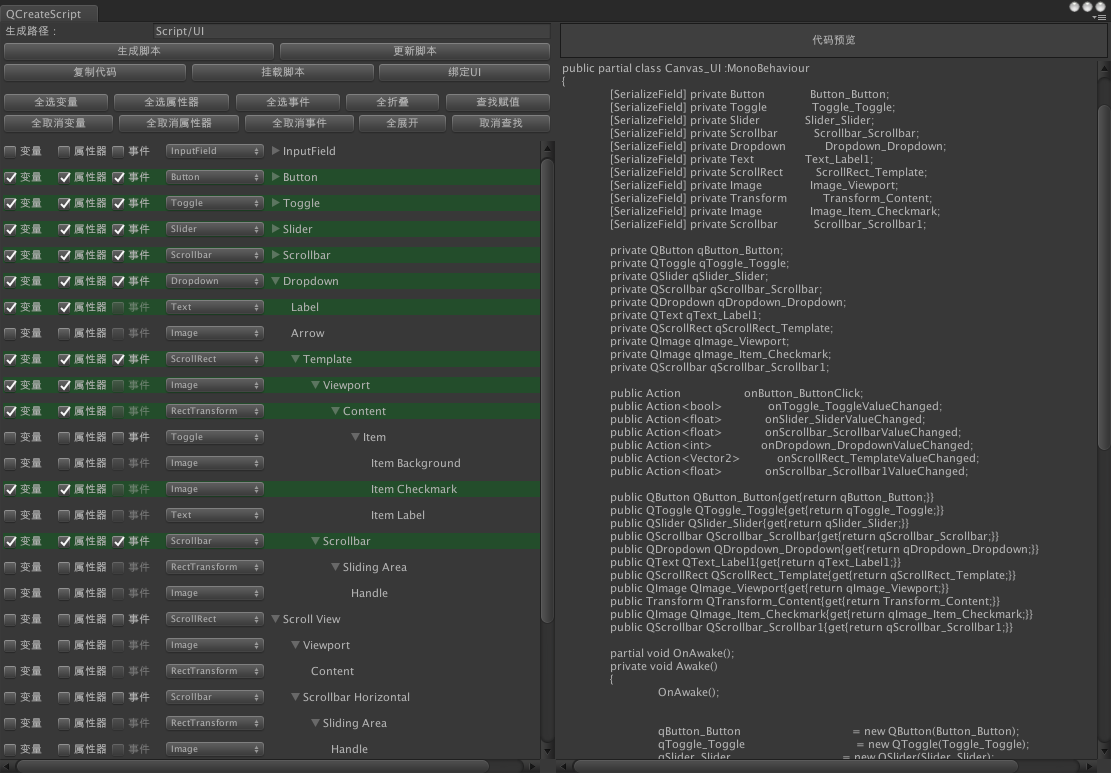 QCreateScript
生成路径：
Script/UI
生成脚本
更新脚本
复制代码
挂载脚本
绑定UI
全选变量
全选属性器
全选事件
全折叠
查找赋值
全取消变量
全取消属性器
全取消事件
全展开
取消查找
变量 属性器 事件 InputField InputField
变量 属性器 事件 Button Button
变量 属性器 事件 Toggle Toggle
变量 属性器 事件 Slider Slider
变量 属性器 事件 Scrollbar Scrollbar
变量 属性器 事件 Dropdown Dropdown
变量 属性器 事件 Text Label
变量 属性器 事件 Image Arrow
变量 属性器 事件 ScrollRect Template
变量 属性器 事件 Image Viewport
变量 属性器 事件 RectTransform Content
变量 属性器 事件 Toggle Item
变量 属性器 事件 Image Item Background
变量 属性器 事件 Image Item Checkmark
变量 属性器 事件 Text Item Label
变量 属性器 事件 Scrollbar Scrollbar
变量 属性器 事件 RectTransform Sliding Area
变量 属性器 事件 Image Handle
变量 属性器 事件 ScrollRect Scroll View
变量 属性器 事件 Image Viewport
变量 属性器 事件 RectTransform Content
变量 属性器 事件 Scrollbar Scrollbar Horizontal
变量 属性器 事件 RectTransform Sliding Area
变量 属性器 事件 Image Handle
代码预览
public partial class Canvas_UI :MonoBehaviour
{
[SerializeField] private Button Button_Button;
[SerializeField] private Toggle Toggle_Toggle;
[SerializeField] private Slider Slider_Slider;
[SerializeField] private Scrollbar Scrollbar_Scrollbar;
[SerializeField] private Dropdown Dropdown_Dropdown;
[SerializeField] private Text Text_Label1;
[SerializeField] private ScrollRect ScrollRect_Template;
[SerializeField] private Image Image_Viewport;
[SerializeField] private Transform Transform_Content;
[SerializeField] private Image Image_Item_Checkmark;
[SerializeField] private Scrollbar Scrollbar_Scrollbar1;
private QButton qButton_Button;
private QToggle qToggle_Toggle;
private QSlider qSlider_Slider;
private QScrollbar qScrollbar_Scrollbar;
private QDropdown qDropdown_Dropdown;
private QText qText_Label1;
private QScrollRect qScrollRect_Template;
private QImage qImage_Viewport;
private QImage qImage_Item_Checkmark;
private QScrollbar qScrollbar_Scrollbar1;
public Action onButton_ButtonClick;
public Action<bool> onToggle_ToggleValueChanged;
public Action<float> onSlider_SliderValueChanged;
public Action<float> onScrollbar_ScrollbarValueChanged;
public Action<int> onDropdown_DropdownValueChanged;
public Action<Vector2> onScrollRect_TemplateValueChanged;
public Action<float> onScrollbar_Scrollbar1ValueChanged;
public QButton QButton_Button{get{return qButton_Button;}}
public QToggle QToggle_Toggle{get{return qToggle_Toggle;}}
public QSlider QSlider_Slider{get{return qSlider_Slider;}}
public QScrollbar QScrollbar_Scrollbar{get{return qScrollbar_Scrollbar;}}
public QDropdown QDropdown_Dropdown{get{return qDropdown_Dropdown;}}
public QText QText_Label1{get{return qText_Label1;}}
public QScrollRect QScrollRect_Template{get{return qScrollRect_Template;}}
public QImage QImage_Viewport{get{return qImage_Viewport;}}
public Transform QTransform_Content{get{return Transform_Content;}}
public QImage QImage_Item_Checkmark{get{return qImage_Item_Checkmark;}}
public QScrollbar QScrollbar_Scrollbar1{get{return qScrollbar_Scrollbar1;}}
partial void OnAwake();
private void Awake()
{
OnAwake();
qButton_Button = new QButton(Button_Button);
qToggle_Toggle = new QToggle(Toggle_Toggle);
qSlider_Slider = new QSlider(Slider_Slider);